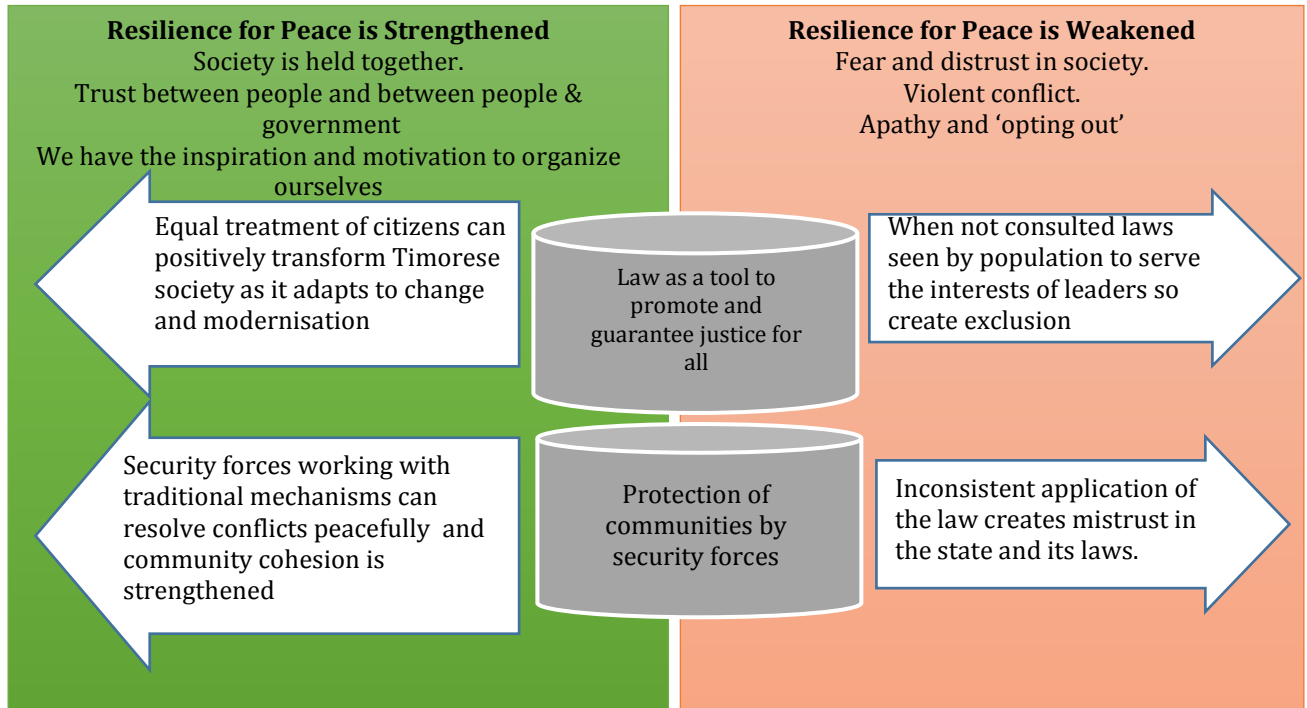 Resilience for Peace is Strengthened
Society is held together.
Trust between people and between people &
government
We have the inspiration and motivation to organize
ourselves
Resilience for Peace is Weakened
Fear and distrust in society.
Violent conflict.
Apathy and ‘opting out’
Equal treatment of citizens can
positively transform Timorese
society as it adapts to change
and modernisation
Law as a tool to
promote and
guarantee justice for
all
When not consulted laws
seen by population to serve
the interests of leaders so
create exclusion
Security forces working with
traditional mechanisms can
resolve conflicts peacefully and
community cohesion is
strengthened
Protection of
communities by
security forces
Inconsistent application of
the law creates mistrust in
the state and its laws.